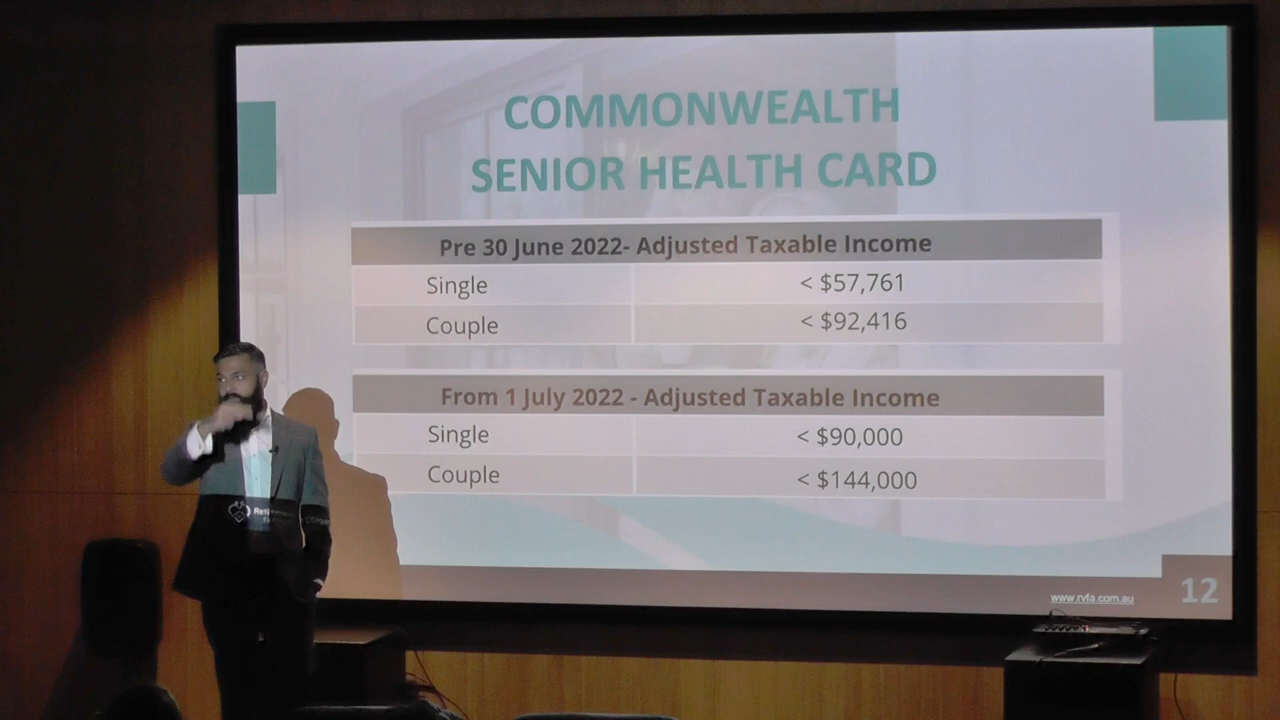 COMMONWEALTH
SENIOR HEALTH CARD
Pre 30 June 2022- Adjusted Taxable Income
Single < $57,761
Couple < $92,416
From 1 July 2022 - Adjusted Taxable Income
Single < $90,000
Couple < $144,000
www.rvfa.com.au
12